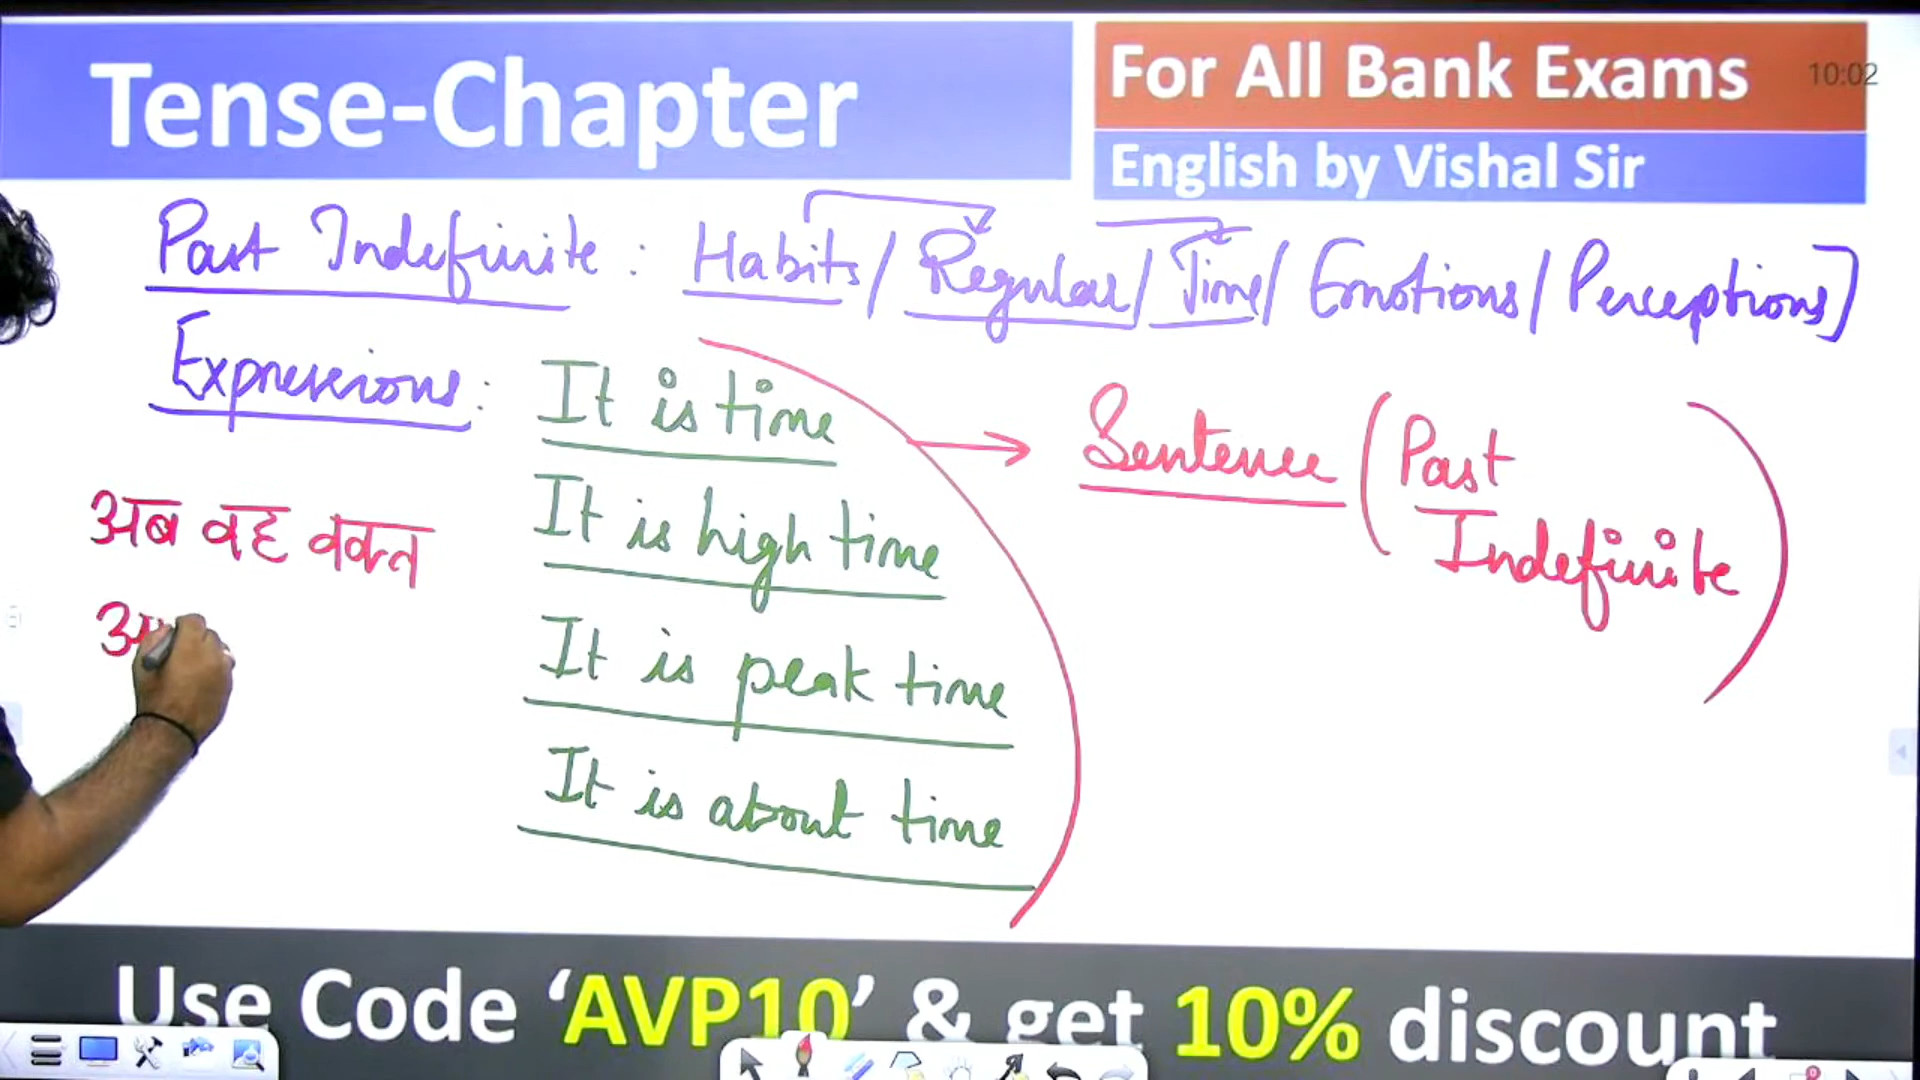 Tense-Chapter
For All Bank Exams
10:02
English by Vishal Sir
Past Indefinite : Habits / Regular / Time / Emotions / Perceptions]
Expressions :
It is time
Sentence (Past Indefinite)
अब वह वक्त
It is high time
It is peak time
It is about time
Use Code ‘AVP10’ & get 10% discount